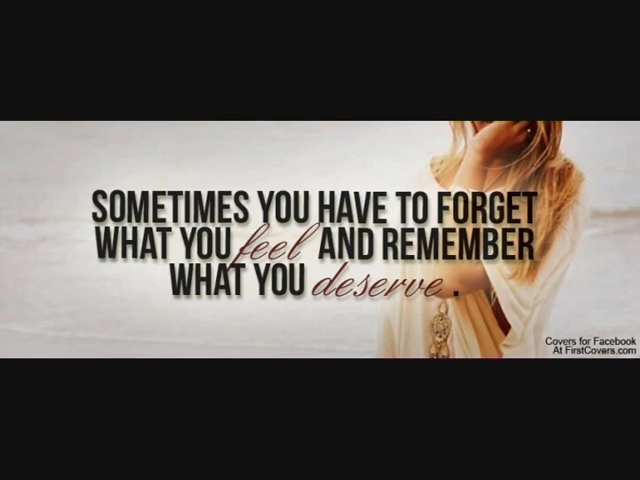 SOMETIMES YOU HAVE TO FORGET
WHAT YOU feel AND REMEMBER
WHAT YOU deserve.
Covers for Facebook
At FirstCovers.com